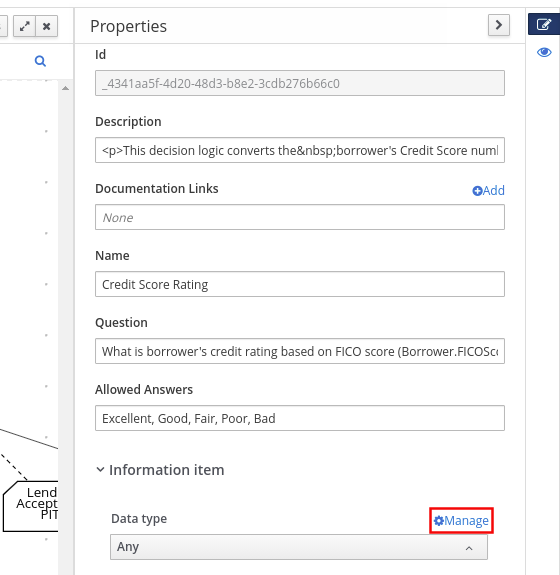 Properties
Id
_4341aa5f-4d20-48d3-b8e2-3cdb276b66c0
Description
<p>This decision logic converts the&nbsp;borrower's Credit Score numl
Documentation Links
Add
None
Name
Credit Score Rating
Question
What is borrower's credit rating based on FICO score (Borrower.FICOSc
Allowed Answers
Excellent, Good, Fair, Poor, Bad
Information item
Lend
Accept
PIT
Data type
Manage
Any